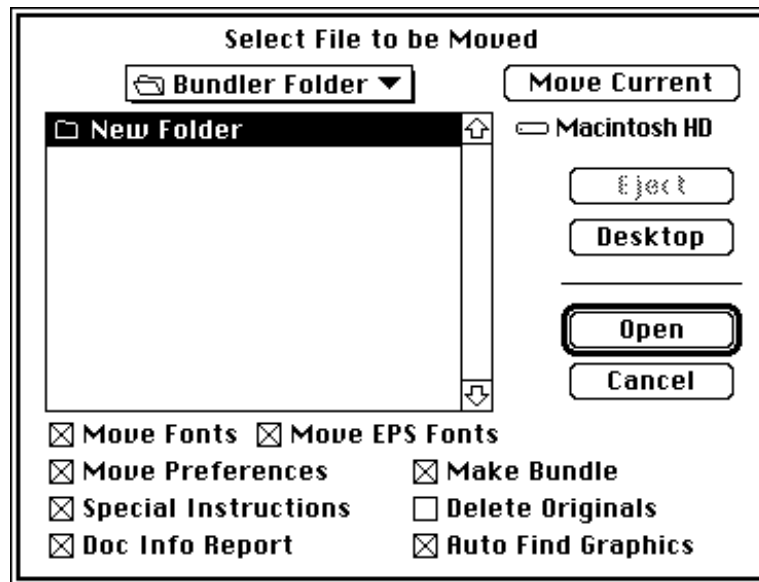 Select File to be Moved
Bundler Folder
Move Current
New Folder
Macintosh HD
Eject
Desktop
Open
Cancel
Move Fonts Move EPS Fonts
Move Preferences Make Bundle
Special Instructions Delete Originals
Doc Info Report Auto Find Graphics